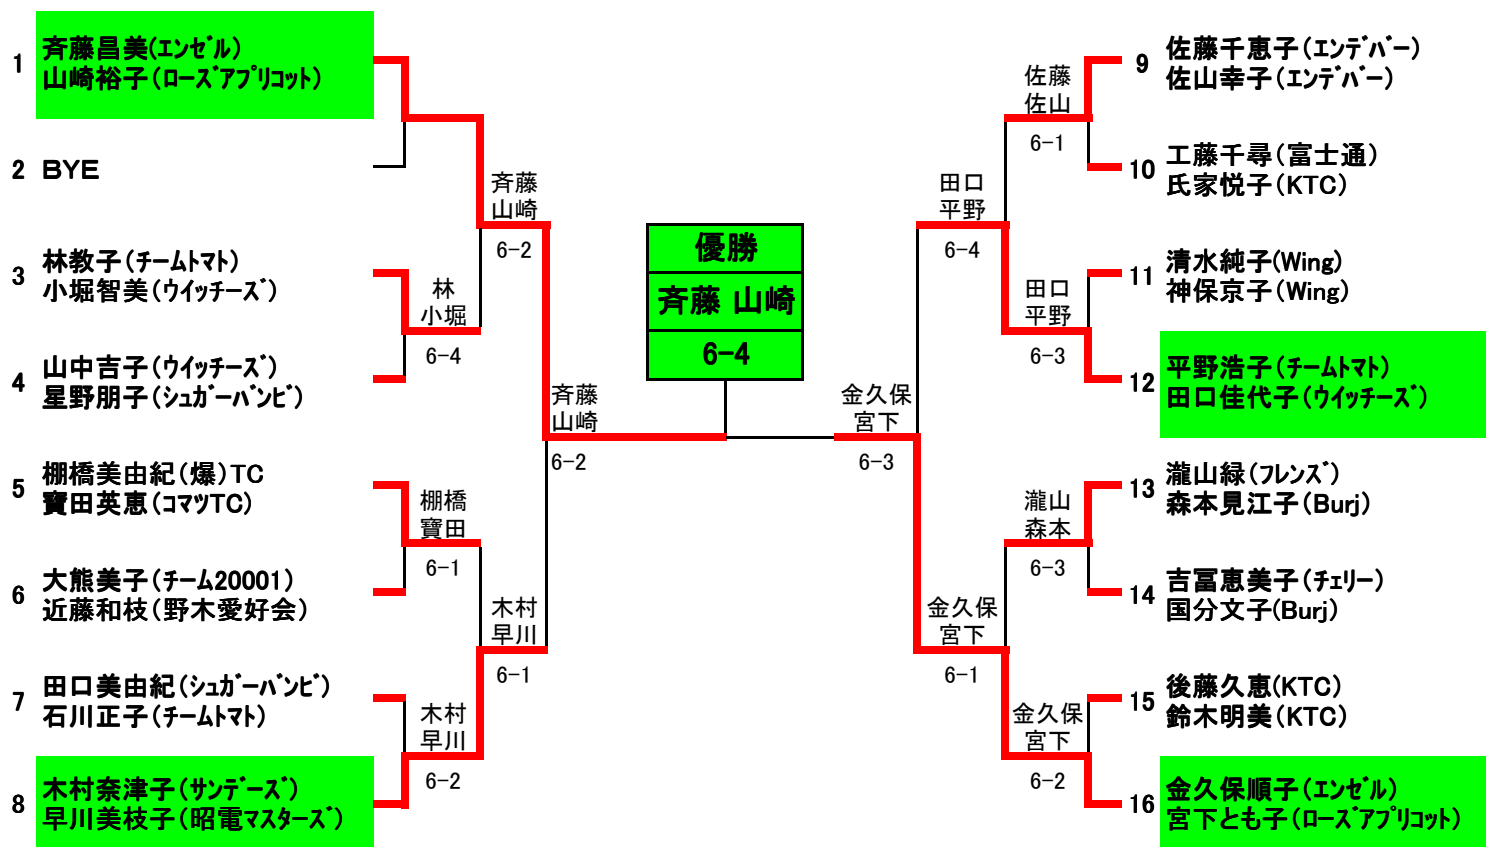 1 斉藤昌美(エンゼル)
山崎裕子(ローズアプリコット)
2 BYE
斉藤
山崎
6-2
3 林教子(チームトマト)
小堀智美(ウイッチーズ)
林
小堀
6-4
4 山中吉子(ウイッチーズ)
星野朋子(シュガーバンビ)
斉藤
山崎
6-2
5 棚橋美由紀(爆)TC
寶田英恵(コマツTC)
棚橋
寶田
6-1
6 大熊美子(チーム20001)
近藤和枝(野木愛好会)
木村
早川
6-1
7 田口美由紀(シュガーバンビ)
石川正子(チームトマト)
木村
早川
6-2
8 木村奈津子(サンデーズ)
早川美枝子(昭電マスターズ)
優勝
斉藤 山崎
6-4
9 佐藤千恵子(エンデバー)
佐山幸子(エンデバー)
佐藤
佐山
6-1
10 工藤千尋(富士通)
氏家悦子(KTC)
田口
平野
6-4
11 清水純子(Wing)
神保京子(Wing)
田口
平野
6-3
12 平野浩子(チームトマト)
田口佳代子(ウイッチーズ)
金久保
宮下
6-3
13 瀧山緑(フレンズ)
森本見江子(Burj)
瀧山
森本
6-3
14 吉冨恵美子(チェリー)
国分文子(Burj)
金久保
宮下
6-1
15 後藤久恵(KTC)
鈴木明美(KTC)
金久保
宮下
6-2
16 金久保順子(エンゼル)
宮下とも子(ローズアプリコット)